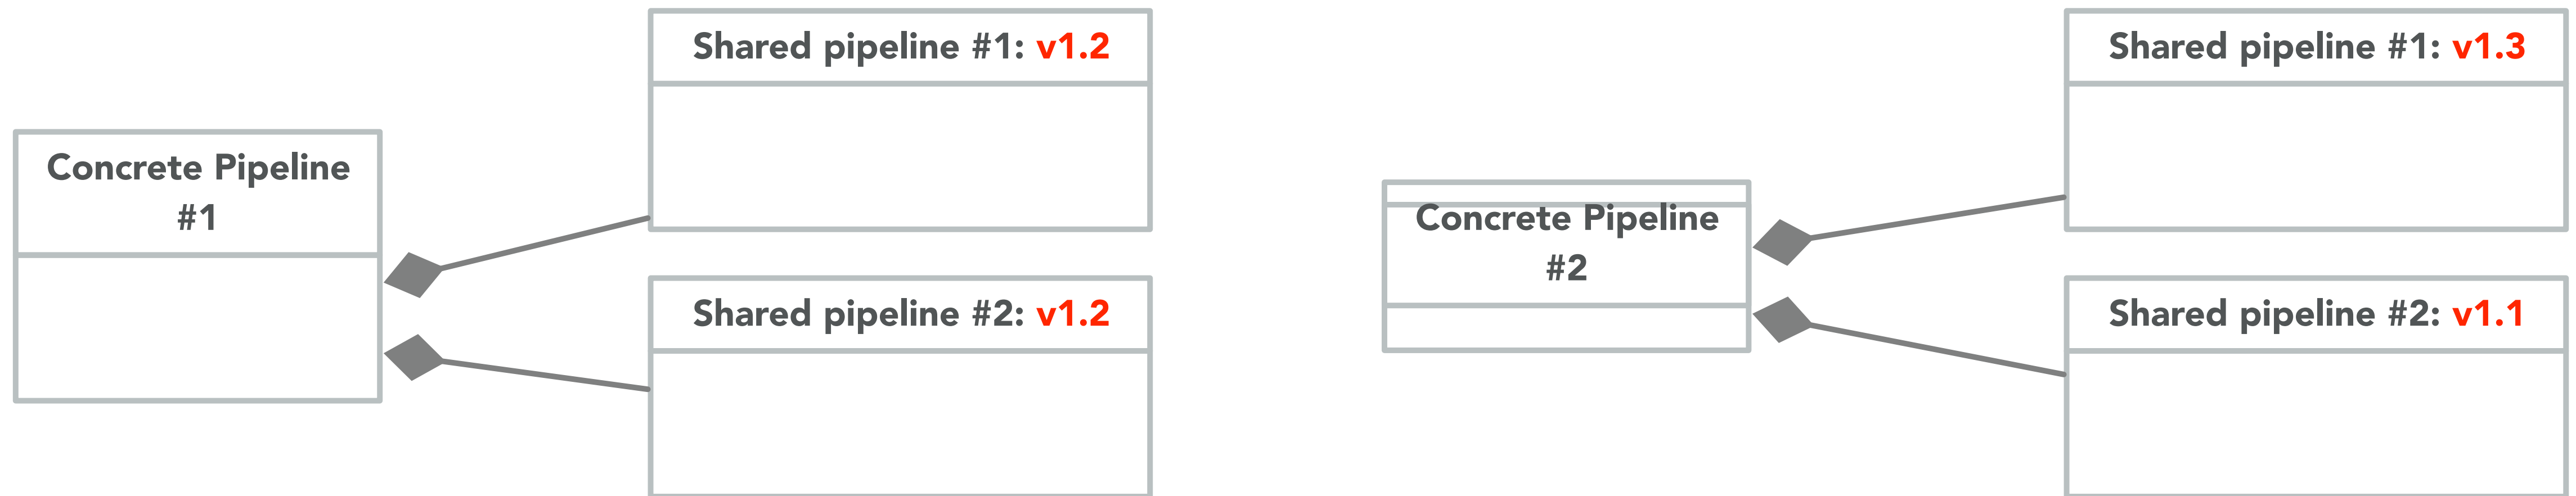 Concrete Pipeline
#1
Shared pipeline #1: v1.2
Shared pipeline #2: v1.2
Concrete Pipeline
#2
Shared pipeline #1: v1.3
Shared pipeline #2: v1.1